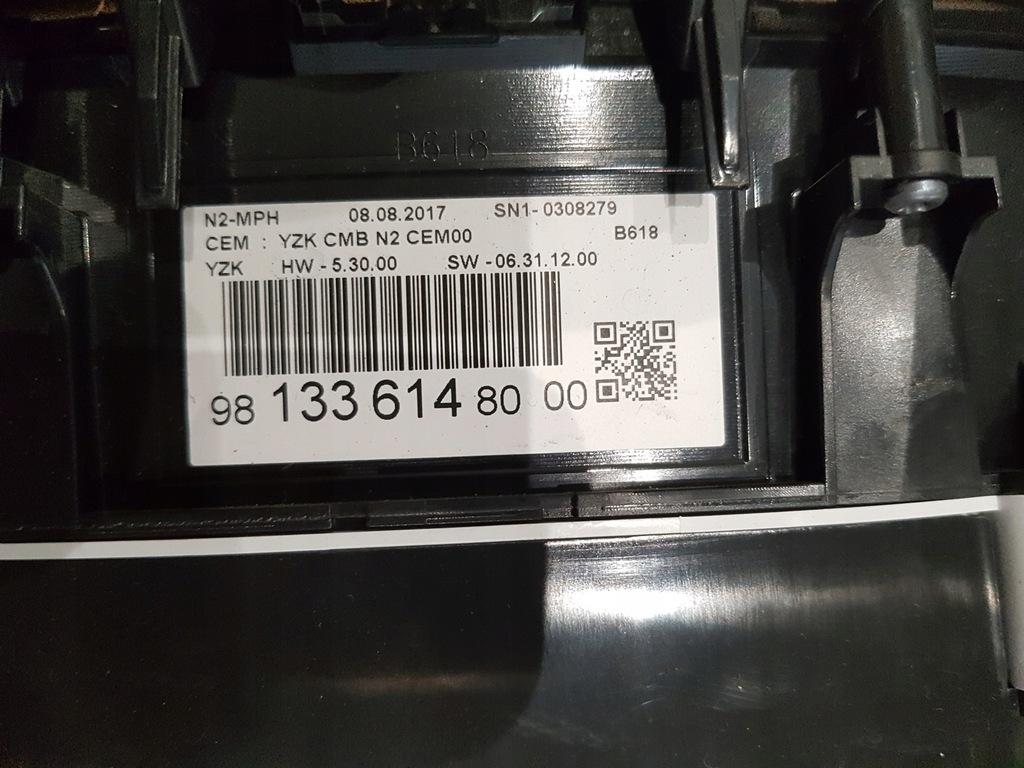 B618
N2-MPH 08.08.2017 SN1- 0308279
CEM : YZK CMB N2 CEM00 B618
YZK HW - 5.30.00 SW - 06.31.12.00
98 133 614 80 00